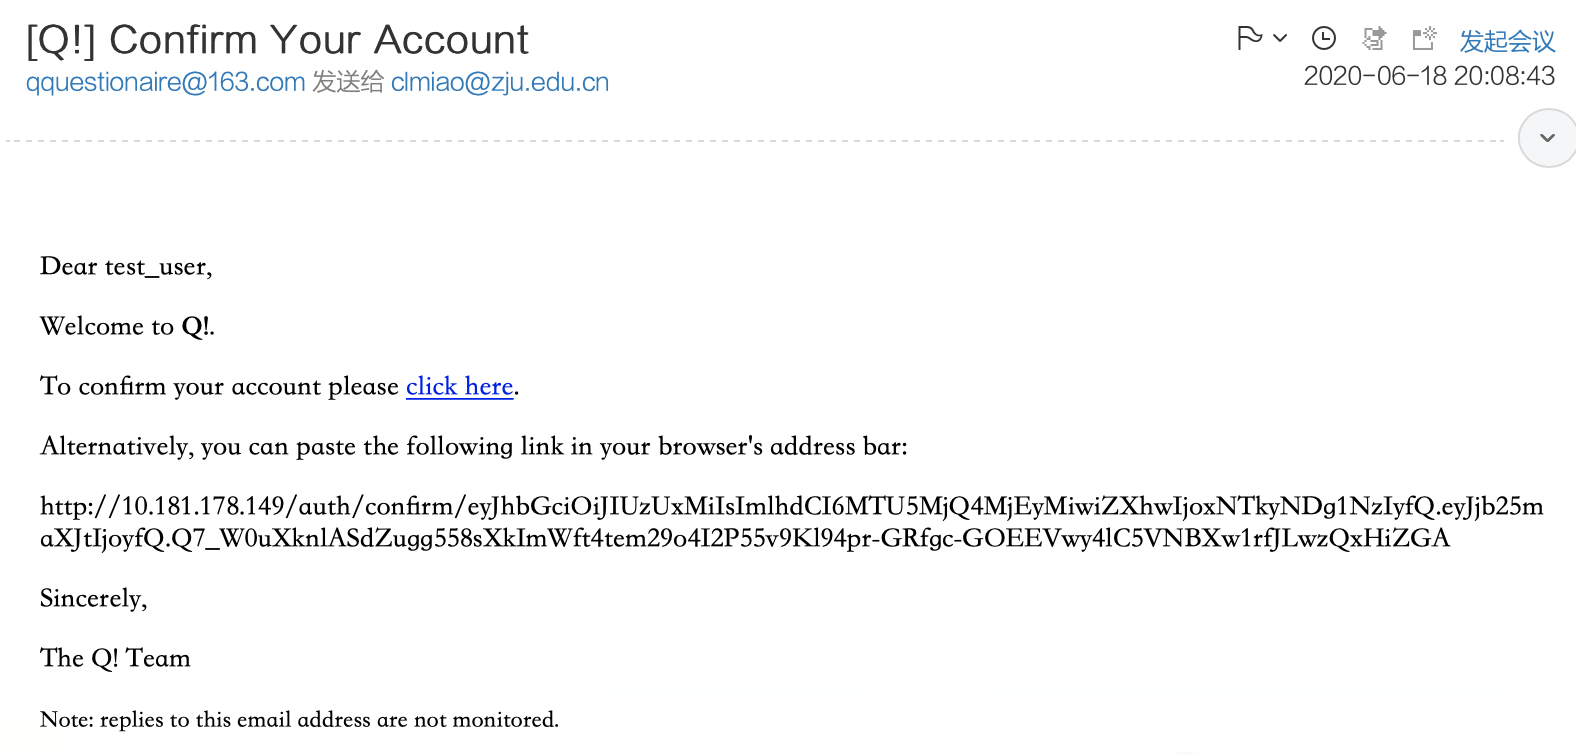 [Q!] Confirm Your Account
发起会议
qquestionaire@163.com 发送给 clmiao@zju.edu.cn
2020-06-18 20:08:43
Dear test_user,
Welcome to Q!.
To confirm your account please click here.
Alternatively, you can paste the following link in your browser's address bar:
http://10.181.178.149/auth/confirm/eyJhbGciOiJIUzUxMiIsImlhdCI6MTU5MjQ4MjEyMiwiZXhwIjoxNTkyNDg1NzIyfQ.eyJjb25m
aXJtIjoyfQ.Q7_W0uXknlASdZugg558sXkImWft4tem29o4I2P55v9Kl94pr-GRfgc-GOEEVwy4lC5VNBXw1rfJLwzQxHiZGA
Sincerely,
The Q! Team
Note: replies to this email address are not monitored.